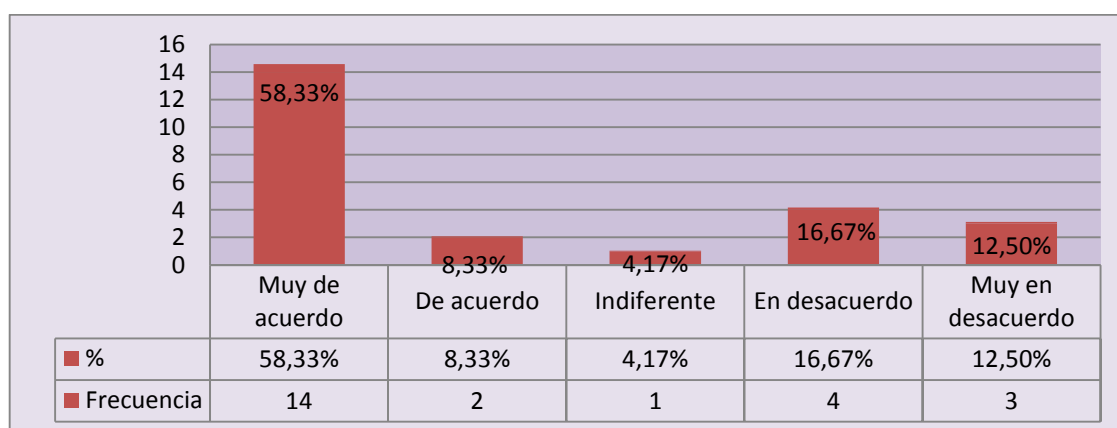 16
14
12
10
8
6
4
2
0
58,33%
8,33%
4,17%
16,67%
12,50%
Muy de acuerdo
De acuerdo
Indiferente
En desacuerdo
Muy en desacuerdo
% 58,33% 8,33% 4,17% 16,67% 12,50%
Frecuencia 14 2 1 4 3